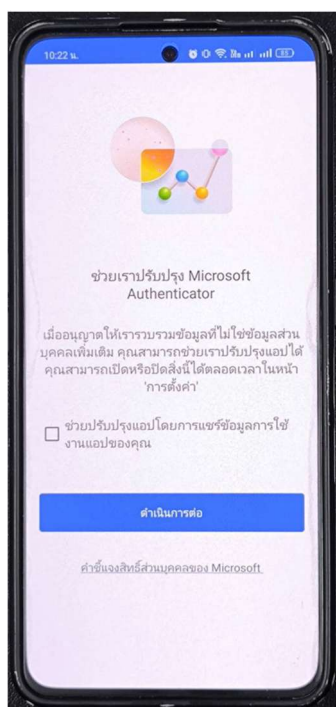 10:22 น.
ช่วยเราปรับปรุง Microsoft
Authenticator
เมื่ออนุญาตให้เรารวบรวมข้อมูลที่ไม่ใช่ข้อมูลส่วน
บุคคลเพิ่มเติม คุณสามารถช่วยเราปรับปรุงแอปได้
คุณสามารถเปิดหรือปิดสิ่งนี้ได้ตลอดเวลาในหน้า
'การตั้งค่า'
ช่วยปรับปรุงแอปโดยการแชร์ข้อมูลการใช้
งานแอปของคุณ
ดำเนินการต่อ
คำชี้แจงสิทธิ์ส่วนบุคคลของ Microsoft